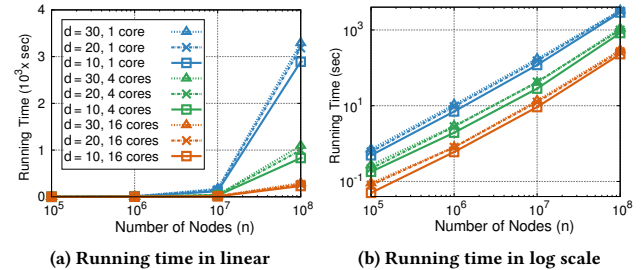 4
3
2
1
0
Running Time (10³x sec)
d = 30, 1 core
d = 20, 1 core
d = 10, 1 core
d = 30, 4 cores
d = 20, 4 cores
d = 10, 4 cores
d = 30, 16 cores
d = 20, 16 cores
d = 10, 16 cores
10⁵ 10⁶ 10⁷ 10⁸
Number of Nodes (n)
(a) Running time in linear
Running Time (sec)
10³
10¹
10⁻¹
10⁵ 10⁶ 10⁷ 10⁸
Number of Nodes (n)
(b) Running time in log scale